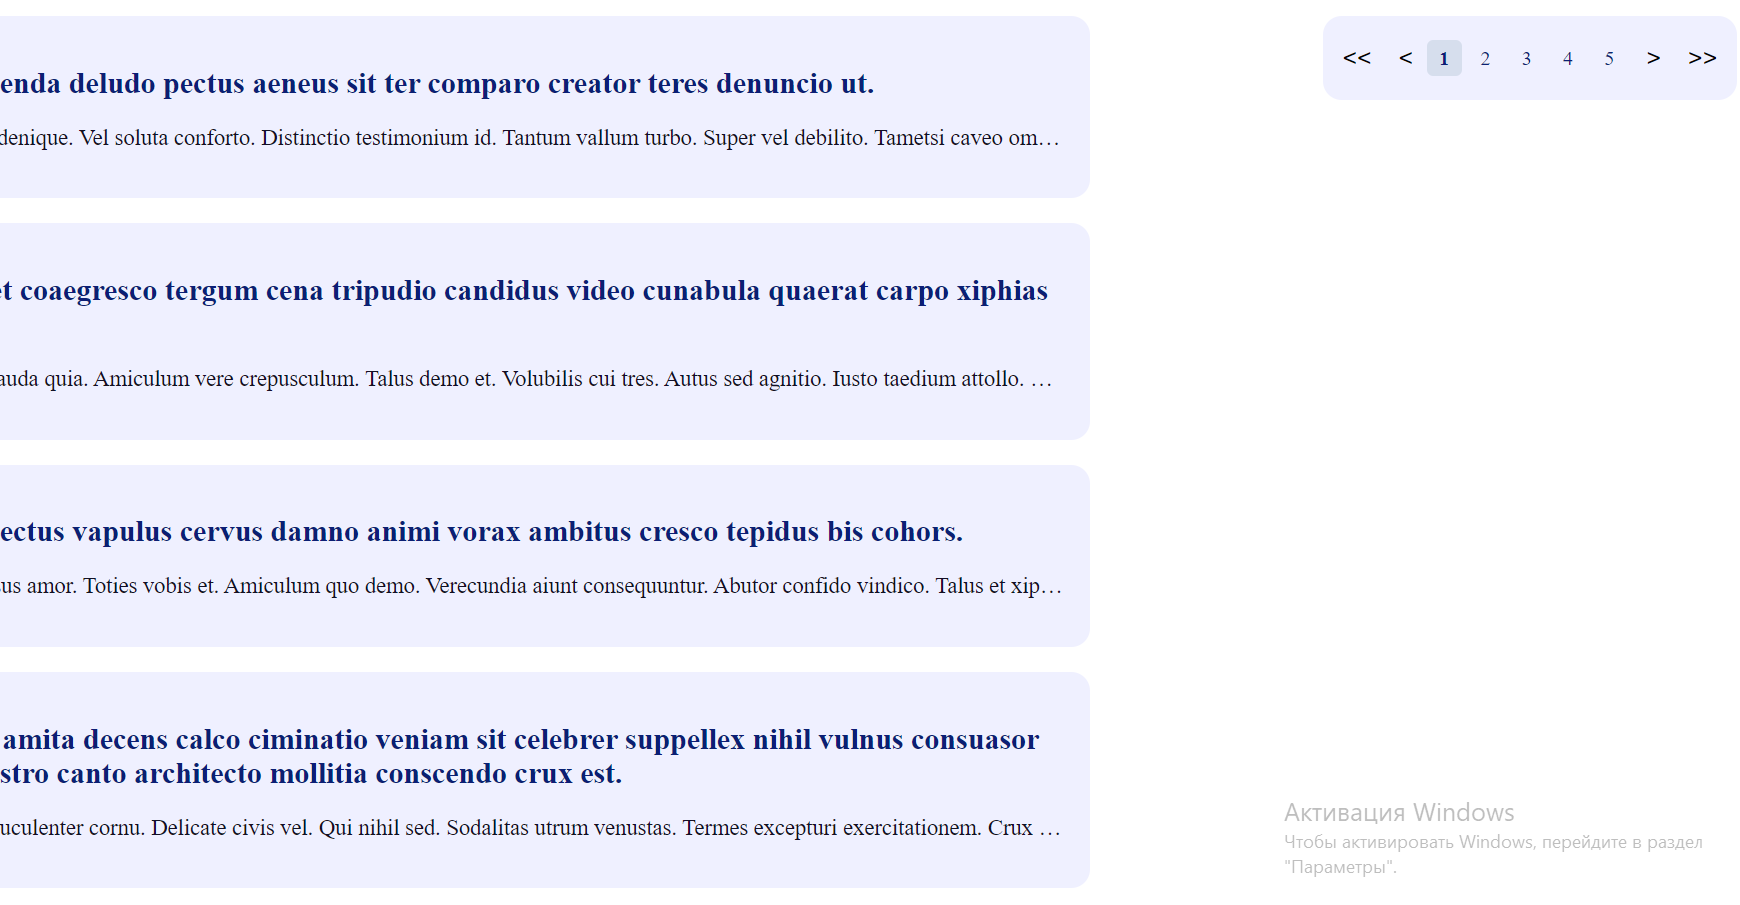 enda deludo pectus aeneus sit ter comparo creator teres denuncio ut.
denique. Vel soluta conforto. Distinctio testimonium id. Tantum vallum turbo. Super vel debilito. Tametsi caveo om…
et coaegresco tergum cena tripudio candidus video cunabula quaerat carpo xiphias
auda quia. Amiculum vere crepusculum. Talus demo et. Volubilis cui tres. Autus sed agnitio. Iusto taedium attollo. …
ectus vapulus cervus damno animi vorax ambitus cresco tepidus bis cohors.
us amor. Toties vobis et. Amiculum quo demo. Verecundia aiunt consequuntur. Abutor confido vindico. Talus et xip…
amita decens calco ciminatio veniam sit celebrer suppellex nihil vulnus consuasor
stro canto architecto mollitia conscendo crux est.
uculenter cornu. Delicate civis vel. Qui nihil sed. Sodalitas utrum venustas. Termes excepturi exercitationem. Crux …
<< < 1 2 3 4 5 > >>
Активация Windows
Чтобы активировать Windows, перейдите в раздел
"Параметры".